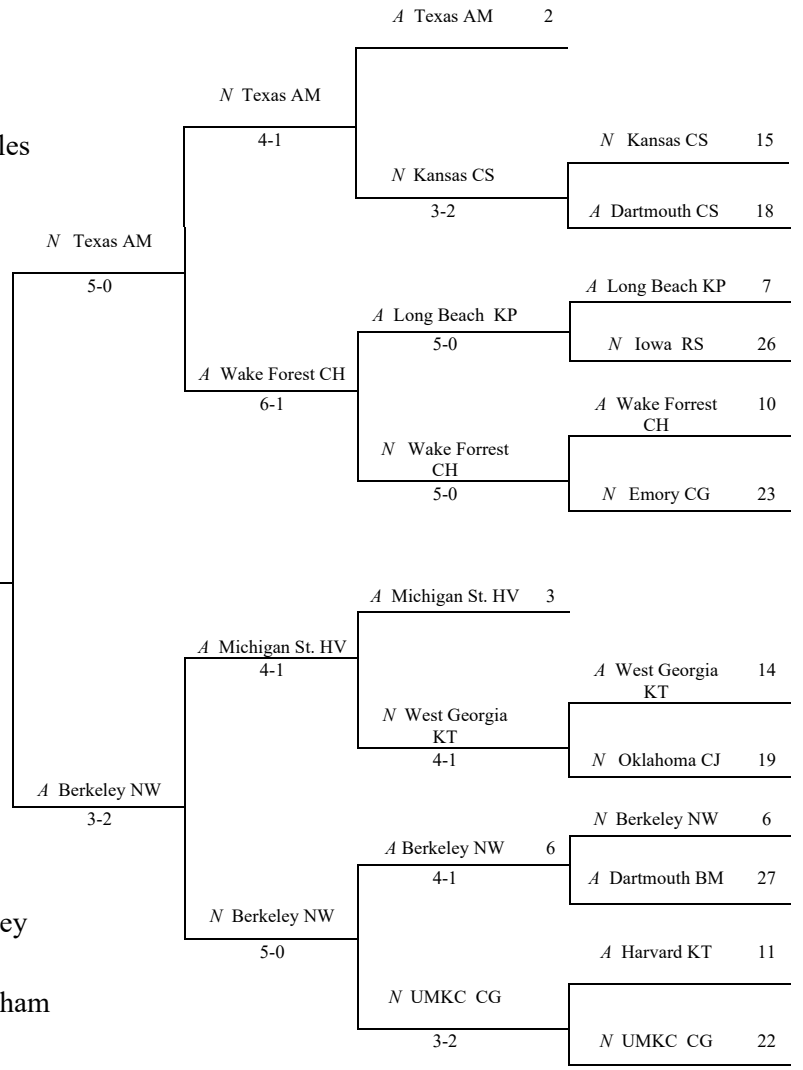 A Texas AM 2
N Texas AM
4-1
les
N Kansas CS 15
N Kansas CS
3-2
A Dartmouth CS 18
N Texas AM
5-0
A Long Beach KP 7
A Long Beach KP
5-0
N Iowa RS 26
A Wake Forest CH
6-1
A Wake Forrest
CH
10
N Wake Forrest
CH
5-0
N Emory CG 23
A Michigan St. HV 3
A Michigan St. HV
4-1
A West Georgia
KT
14
N West Georgia
KT
4-1
N Oklahoma CJ 19
A Berkeley NW
3-2
N Berkeley NW 6
A Berkeley NW 6
4-1
A Dartmouth BM 27
ey
N Berkeley NW
5-0
A Harvard KT 11
ham
N UMKC CG
3-2
N UMKC CG 22